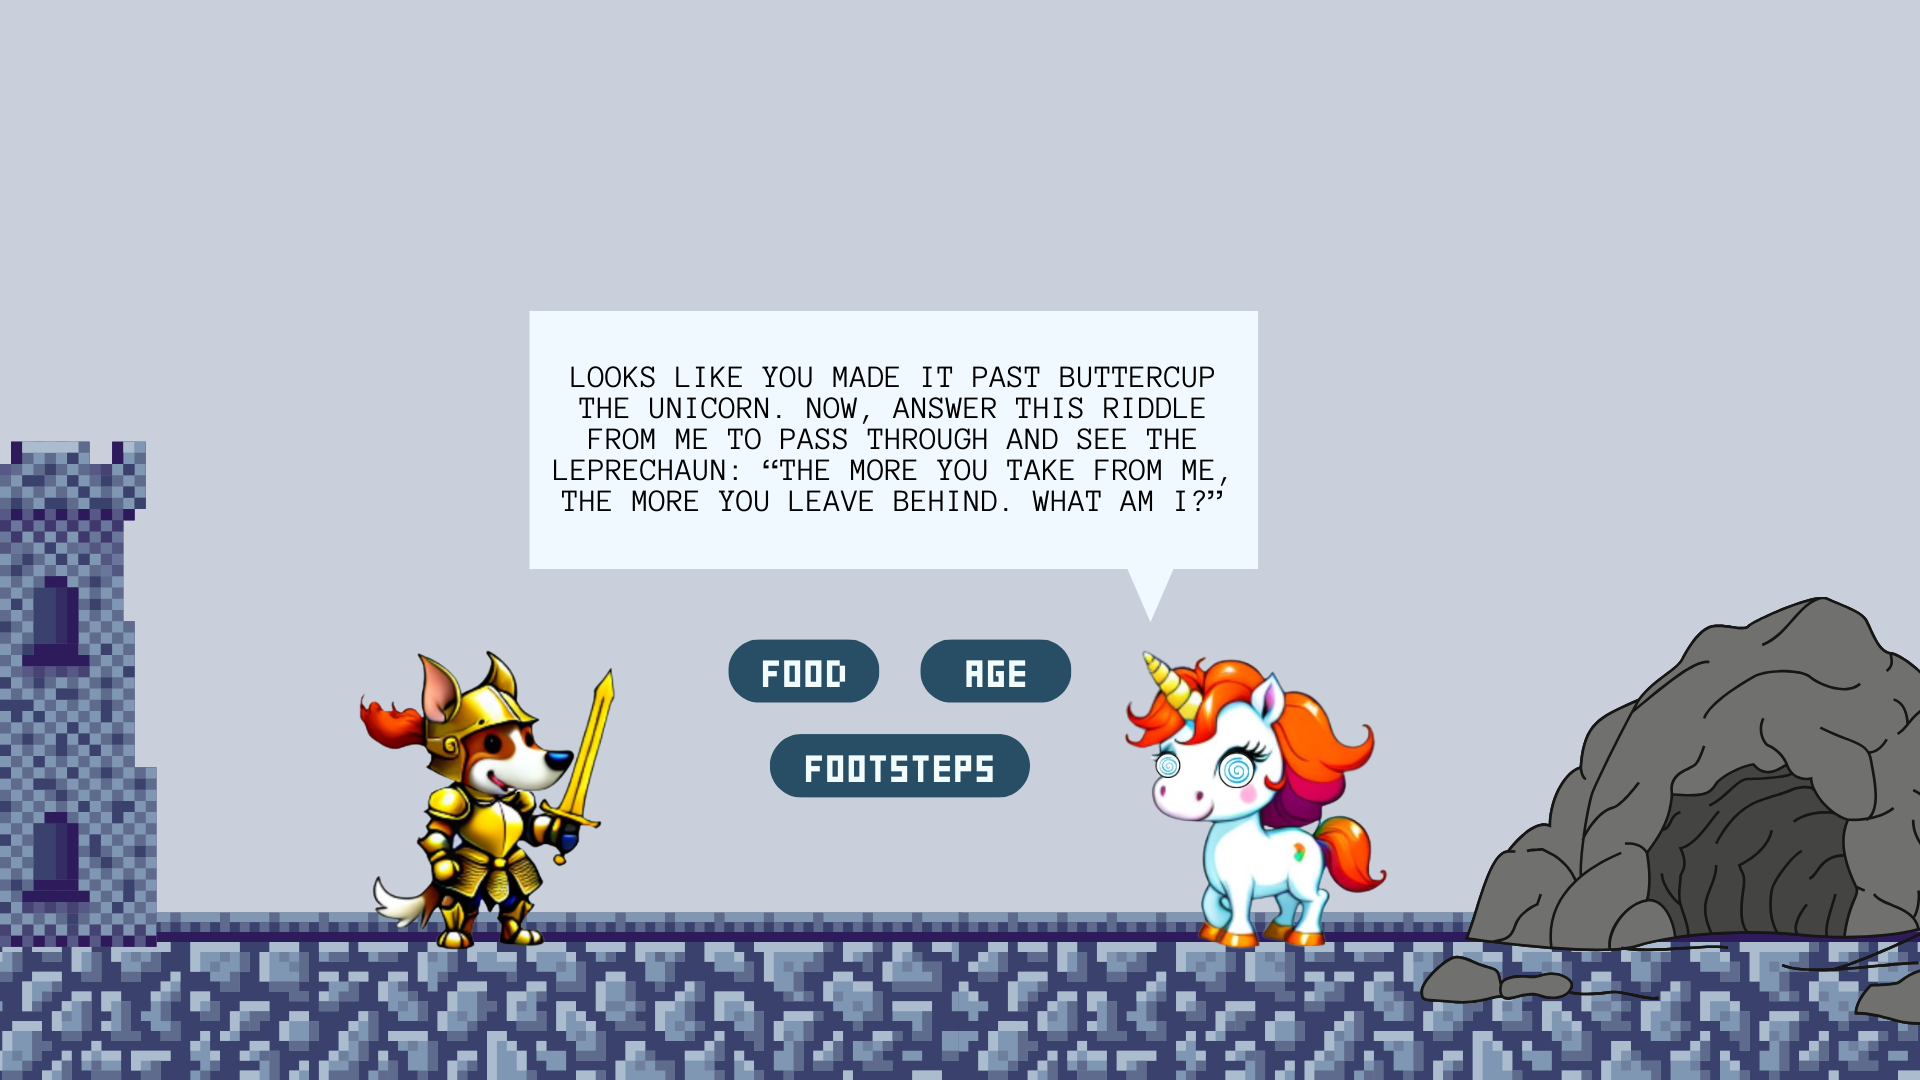 LOOKS LIKE YOU MADE IT PAST BUTTERCUP
THE UNICORN. NOW, ANSWER THIS RIDDLE
FROM ME TO PASS THROUGH AND SEE THE
LEPRECHAUN: “THE MORE YOU TAKE FROM ME,
THE MORE YOU LEAVE BEHIND. WHAT AM I?”
FOOD
AGE
FOOTSTEPS